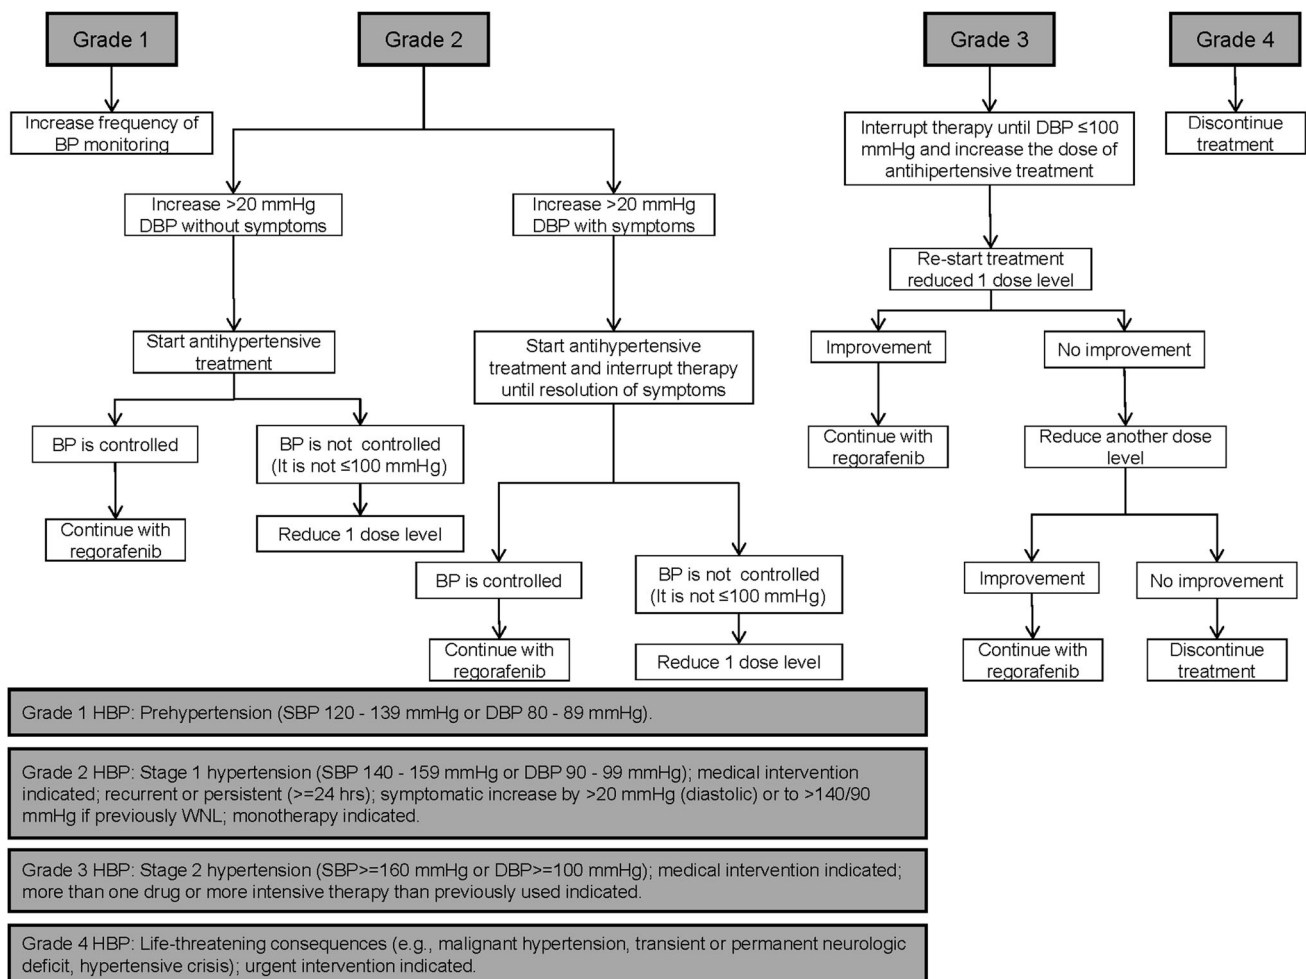 Grade 1
Grade 2
Grade 3
Grade 4
Increase frequency of
BP monitoring
Interrupt therapy until DBP ≤100
mmHg and increase the dose of
antihipertensive treatment
Discontinue
treatment
Increase >20 mmHg
DBP without symptoms
Increase >20 mmHg
DBP with symptoms
Re-start treatment
reduced 1 dose level
Start antihypertensive
treatment
Start antihypertensive
treatment and interrupt therapy
until resolution of symptoms
Improvement
No improvement
BP is controlled
BP is not controlled
(It is not ≤100 mmHg)
Continue with
regorafenib
Reduce another dose
level
Continue with
regorafenib
Reduce 1 dose level
BP is controlled
BP is not controlled
(It is not ≤100 mmHg)
Improvement
No improvement
Continue with
regorafenib
Reduce 1 dose level
Continue with
regorafenib
Discontinue
treatment
Grade 1 HBP: Prehypertension (SBP 120 - 139 mmHg or DBP 80 - 89 mmHg).
Grade 2 HBP: Stage 1 hypertension (SBP 140 - 159 mmHg or DBP 90 - 99 mmHg); medical intervention
indicated; recurrent or persistent (>=24 hrs); symptomatic increase by >20 mmHg (diastolic) or to >140/90
mmHg if previously WNL; monotherapy indicated.
Grade 3 HBP: Stage 2 hypertension (SBP>=160 mmHg or DBP>=100 mmHg); medical intervention indicated;
more than one drug or more intensive therapy than previously used indicated.
Grade 4 HBP: Life-threatening consequences (e.g., malignant hypertension, transient or permanent neurologic
deficit, hypertensive crisis); urgent intervention indicated.